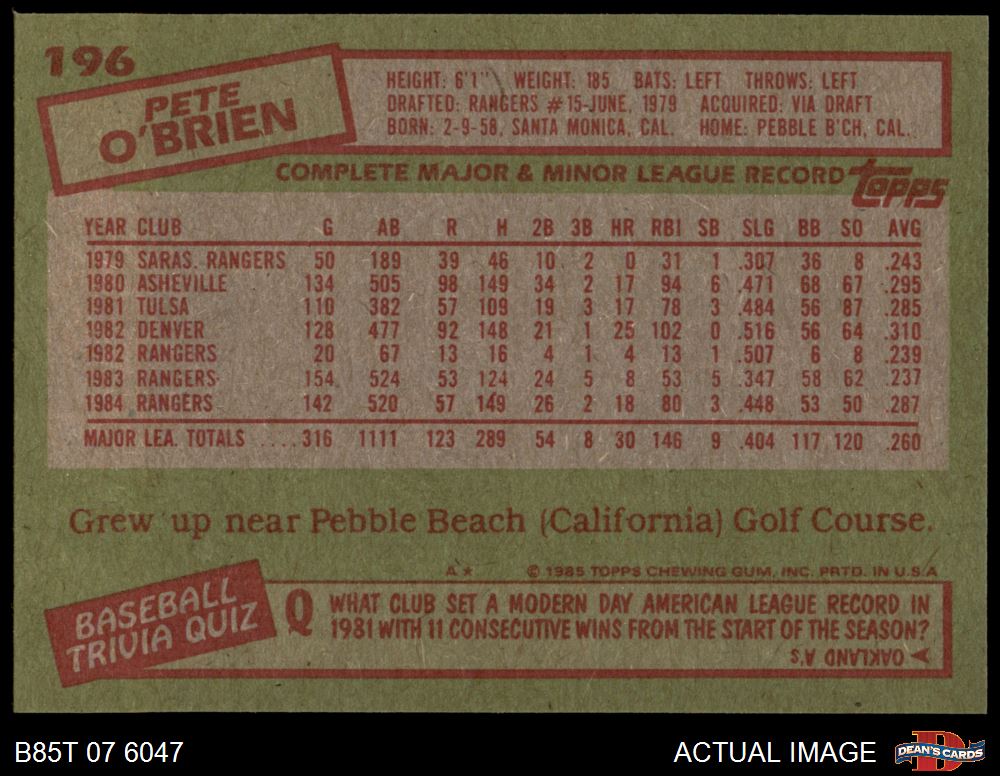 196
PETE
O'BRIEN
HEIGHT: 6'1" WEIGHT: 185 BATS: LEFT THROWS: LEFT
DRAFTED: RANGERS #15-JUNE, 1979 ACQUIRED: VIA DRAFT
BORN: 2-9-58, SANTA MONICA, CAL. HOME: PEBBLE B'CH, CAL.
COMPLETE MAJOR & MINOR LEAGUE RECORD topps
YEAR CLUB G AB R H 2B 3B HR RBI SB SLG BB SO AVG
1979 SARAS. RANGERS 50 189 39 46 10 2 0 31 1 .307 36 8 .243
1980 ASHEVILLE 134 505 98 149 34 2 17 94 6 .471 68 67 .295
1981 TULSA 110 382 57 109 19 3 17 78 3 .484 56 87 .285
1982 DENVER 128 477 92 148 21 1 25 102 0 .516 56 64 .310
1982 RANGERS 20 67 13 16 4 1 4 13 1 .507 6 8 .239
1983 RANGERS 154 524 53 124 24 5 8 53 5 .347 58 62 .237
1984 RANGERS 142 520 57 149 26 2 18 80 3 .448 53 50 .287
MAJOR LEA. TOTALS ....316 1111 123 289 54 8 30 146 9 .404 117 120 .260
Grew up near Pebble Beach (California) Golf Course.
A* © 1985 TOPPS CHEWING GUM, INC. PRTD. IN U.S.A
BASEBALL
TRIVIA QUIZ
Q WHAT CLUB SET A MODERN DAY AMERICAN LEAGUE RECORD IN
1981 WITH 11 CONSECUTIVE WINS FROM THE START OF THE SEASON?
OAKLAND A'S
B85T 07 6047
ACTUAL IMAGE
D
DEAN'S CARDS